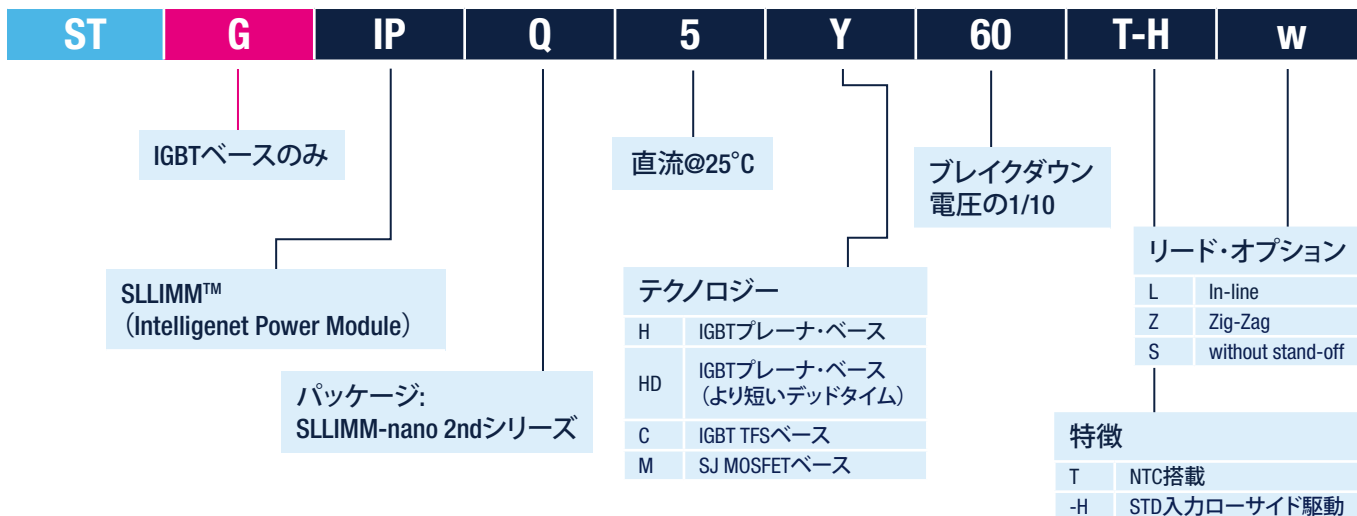 ST G IP Q 5 Y 60 T-H w
IGBTベースのみ
直流@25°C
ブレイクダウン
電圧の1/10
SLLIMM™
(Intelligenet Power Module)
パッケージ:
SLLIMM-nano 2ndシリーズ
テクノロジー
H IGBTプレーナ・ベース
HD IGBTプレーナ・ベース
(より短いデッドタイム)
C IGBT TFSベース
M SJ MOSFETベース
リード・オプション
L In-line
Z Zig-Zag
S without stand-off
特徴
T NTC搭載
-H STD入力ローサイド駆動